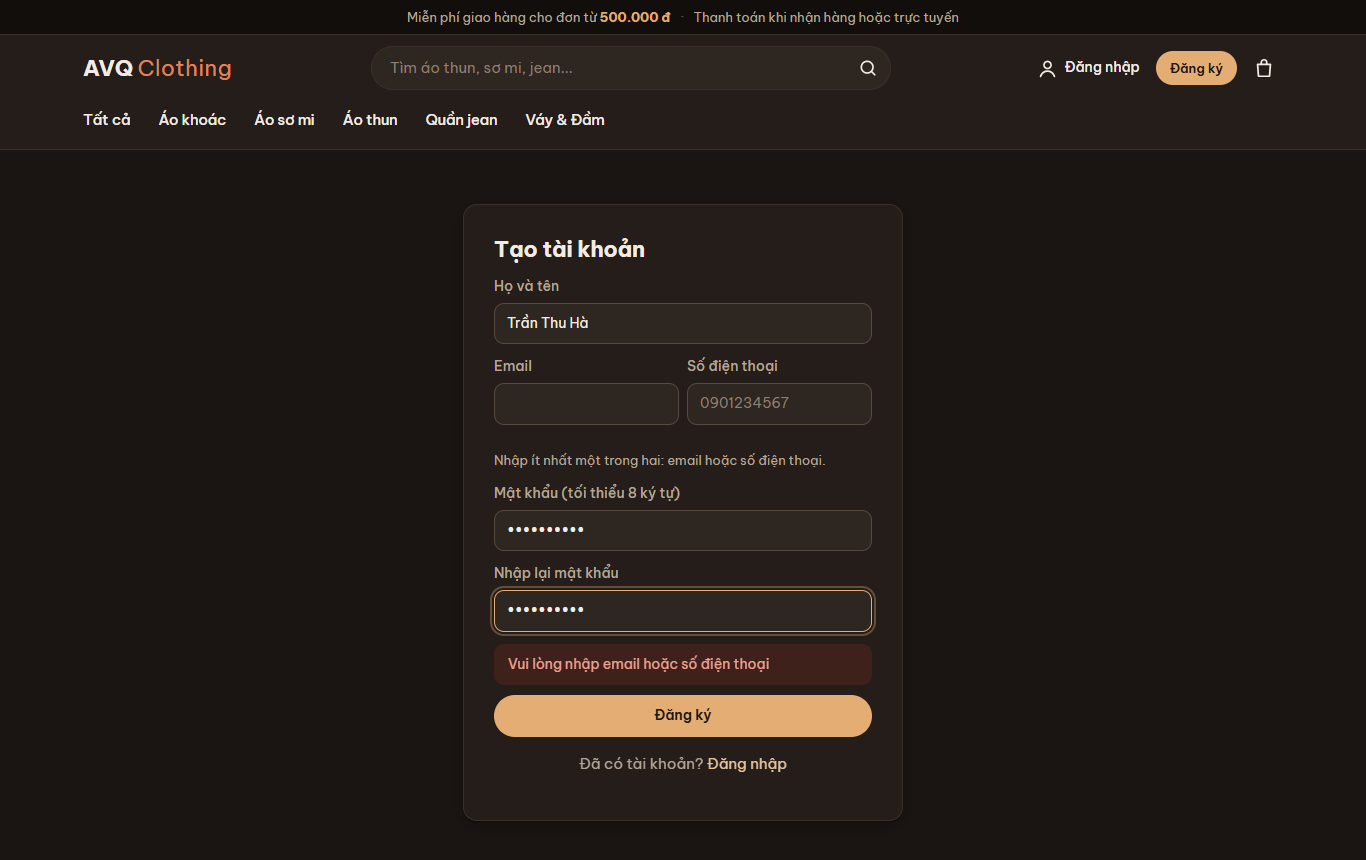 Miễn phí giao hàng cho đơn từ 500.000 đ · Thanh toán khi nhận hàng hoặc trực tuyến
AVQ Clothing
Tìm áo thun, sơ mi, jean...
Đăng nhập
Đăng ký
Tất cả
Áo khoác
Áo sơ mi
Áo thun
Quần jean
Váy & Đầm
Tạo tài khoản
Họ và tên
Trần Thu Hà
Email
Số điện thoại
0901234567
Nhập ít nhất một trong hai: email hoặc số điện thoại.
Mật khẩu (tối thiểu 8 ký tự)
••••••••••
Nhập lại mật khẩu
••••••••••
Vui lòng nhập email hoặc số điện thoại
Đăng ký
Đã có tài khoản? Đăng nhập